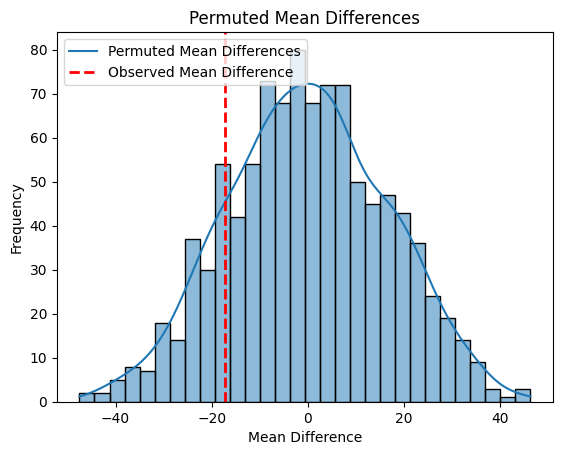 Permuted Mean Differences
Permuted Mean Differences
Observed Mean Difference
80
70
60
50
40
30
20
10
0
Frequency
−40
−20
0
20
40
Mean Difference